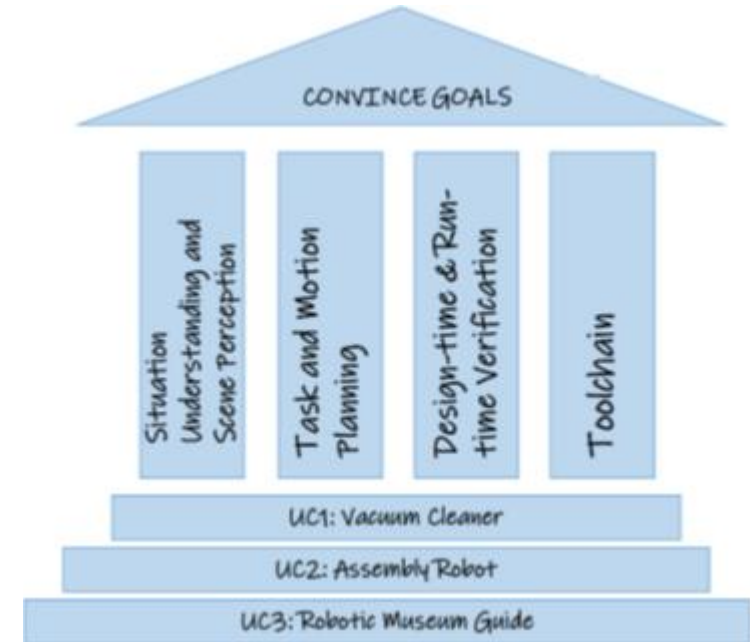 CONVINCE GOALS
Situation
Understanding and
Scene Perception
Task and Motion
Planning
Design-time & Run-
time Verification
Toolchain
UC1: Vacuum Cleaner
UC2: Assembly Robot
UC3: Robotic Museum Guide